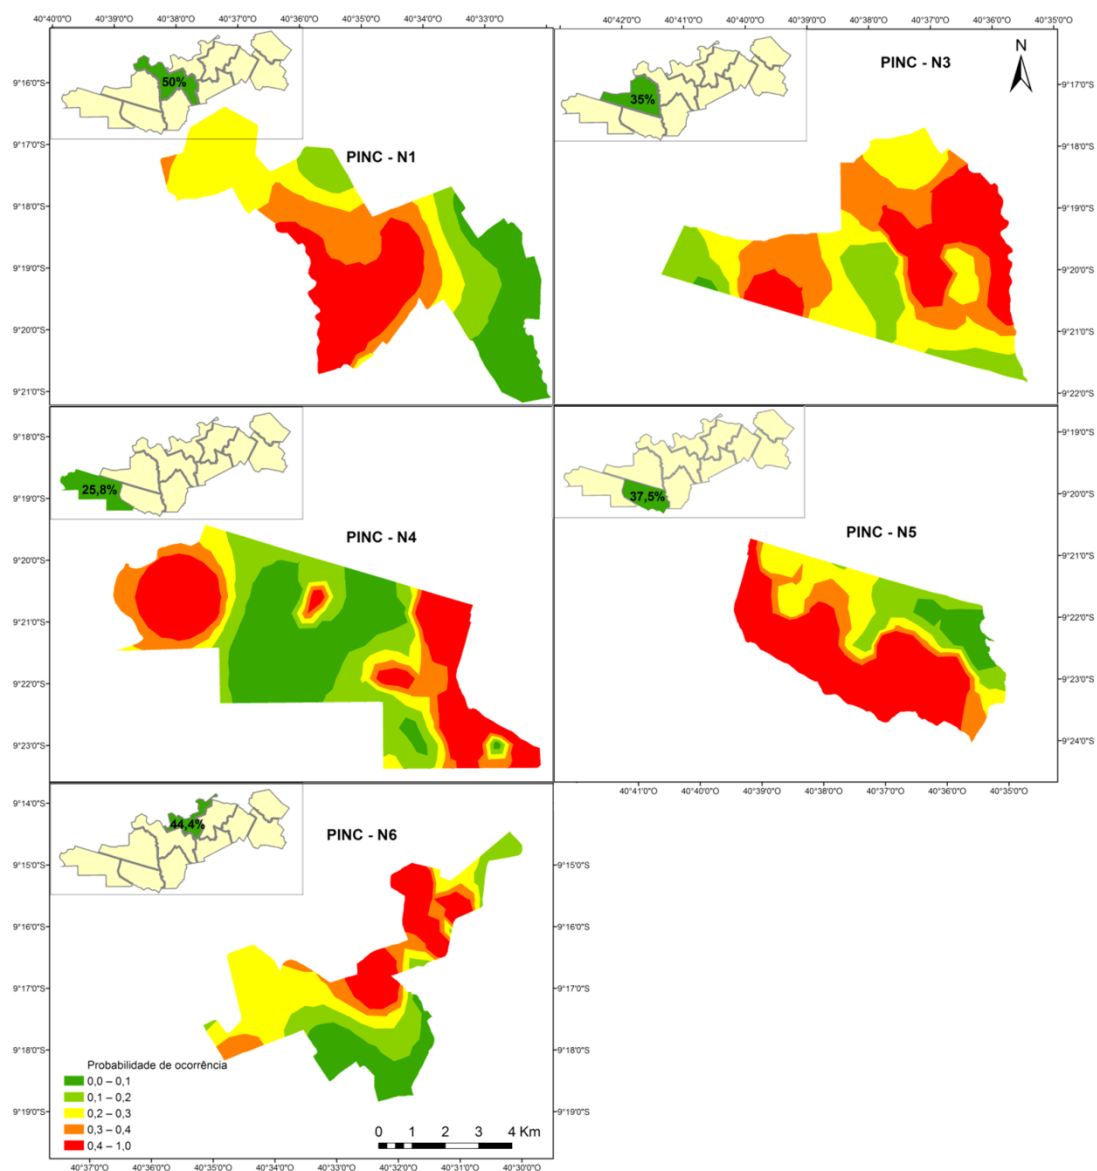 40°40'0"O 40°38'0"O 40°37'0"O 40°36'0"O 40°35'0"O 40°34'0"O 40°33'0"O
40°42'0"O 40°41'0"O 40°40'0"O 40°39'0"O 40°38'0"O 40°37'0"O 40°36'0"O 40°35'0"O
50%
9°16'0"S
9°17'0"S
9°18'0"S
9°19'0"S
9°20'0"S
9°21'0"S
PINC - N1
35%
PINC - N3
N
9°17'0"S
9°18'0"S
9°19'0"S
9°20'0"S
9°21'0"S
9°22'0"S
25,8%
9°18'0"S
9°19'0"S
9°20'0"S
9°21'0"S
9°22'0"S
9°23'0"S
PINC - N4
37,5%
PINC - N5
9°19'0"S
9°20'0"S
9°21'0"S
9°22'0"S
9°23'0"S
9°24'0"S
40°41'0"O 40°40'0"O 40°39'0"O 40°38'0"O 40°37'0"O 40°36'0"O 40°35'0"O
44,4%
PINC - N6
9°14'0"S
9°15'0"S
9°16'0"S
9°17'0"S
9°18'0"S
9°19'0"S
9°15'0"S
9°16'0"S
9°17'0"S
9°18'0"S
9°19'0"S
Probabilidade de ocorrência
0,0 – 0,1
0,1 – 0,2
0,2 – 0,3
0,3 – 0,4
0,4 – 1,0
0 1 2 3 4 Km
40°37'0"O 40°36'0"O 40°35'0"O 40°34'0"O 40°33'0"O 40°32'0"O 40°31'0"O 40°30'0"O